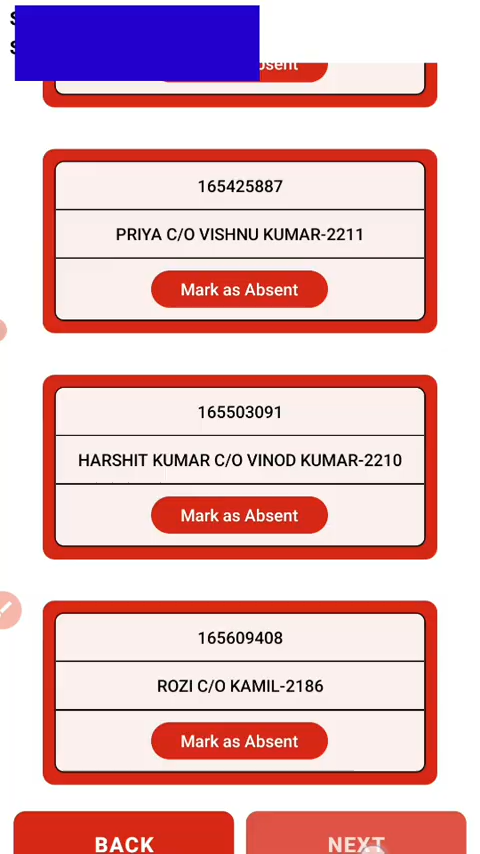 165425887
PRIYA C/O VISHNU KUMAR-2211
Mark as Absent
165503091
HARSHIT KUMAR C/O VINOD KUMAR-2210
Mark as Absent
165609408
ROZI C/O KAMIL-2186
Mark as Absent
BACK
NEXT